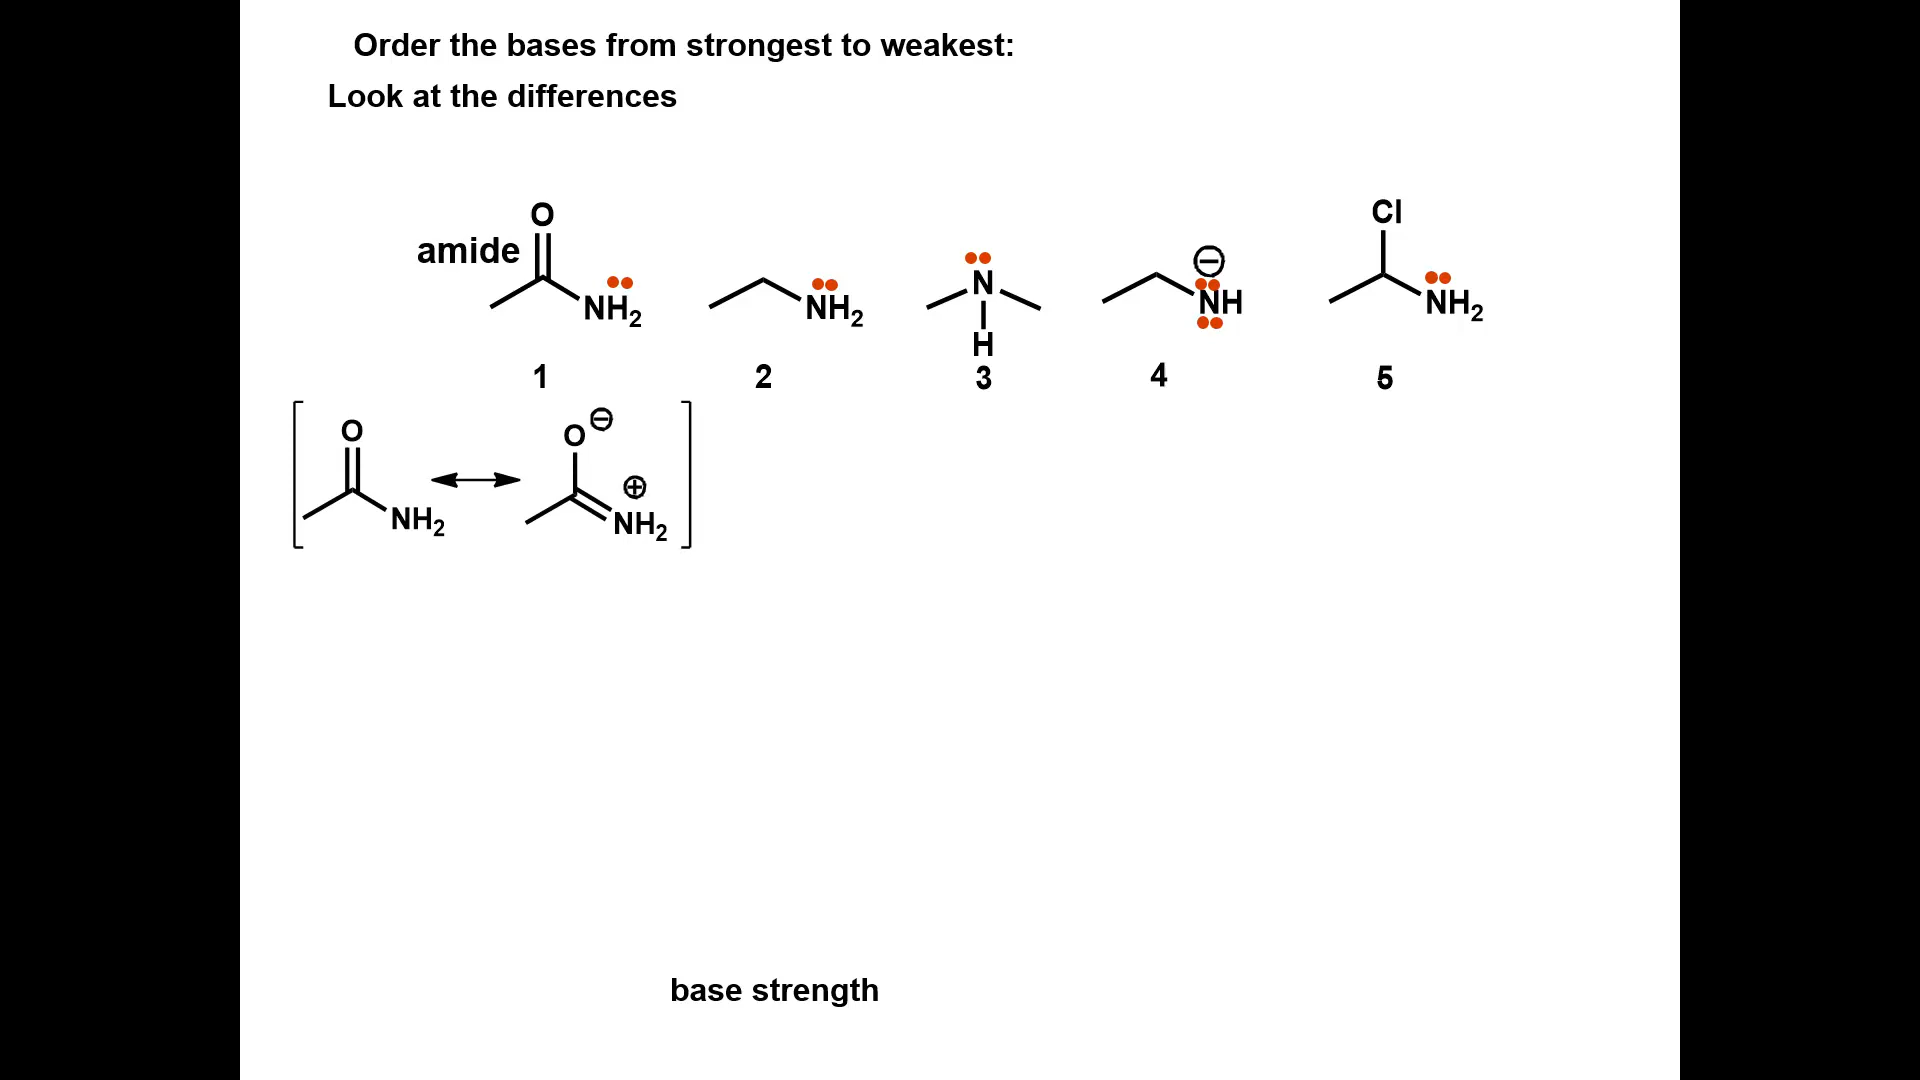 Order the bases from strongest to weakest:
Look at the differences
amide
O
NH2
NH2
N
H
NH
Cl
NH2
1 2 3 4 5
O
NH2
O
NH2
base strength